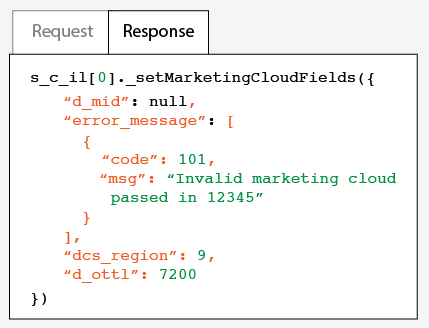 Request Response
s_c_il[0]._setMarketingCloudFields({
“d_mid”: null,
“error_message”: [
{
“code”: 101,
“msg”: “Invalid marketing cloud
passed in 12345”
}
],
“dcs_region”: 9,
“d_ottl”: 7200
})